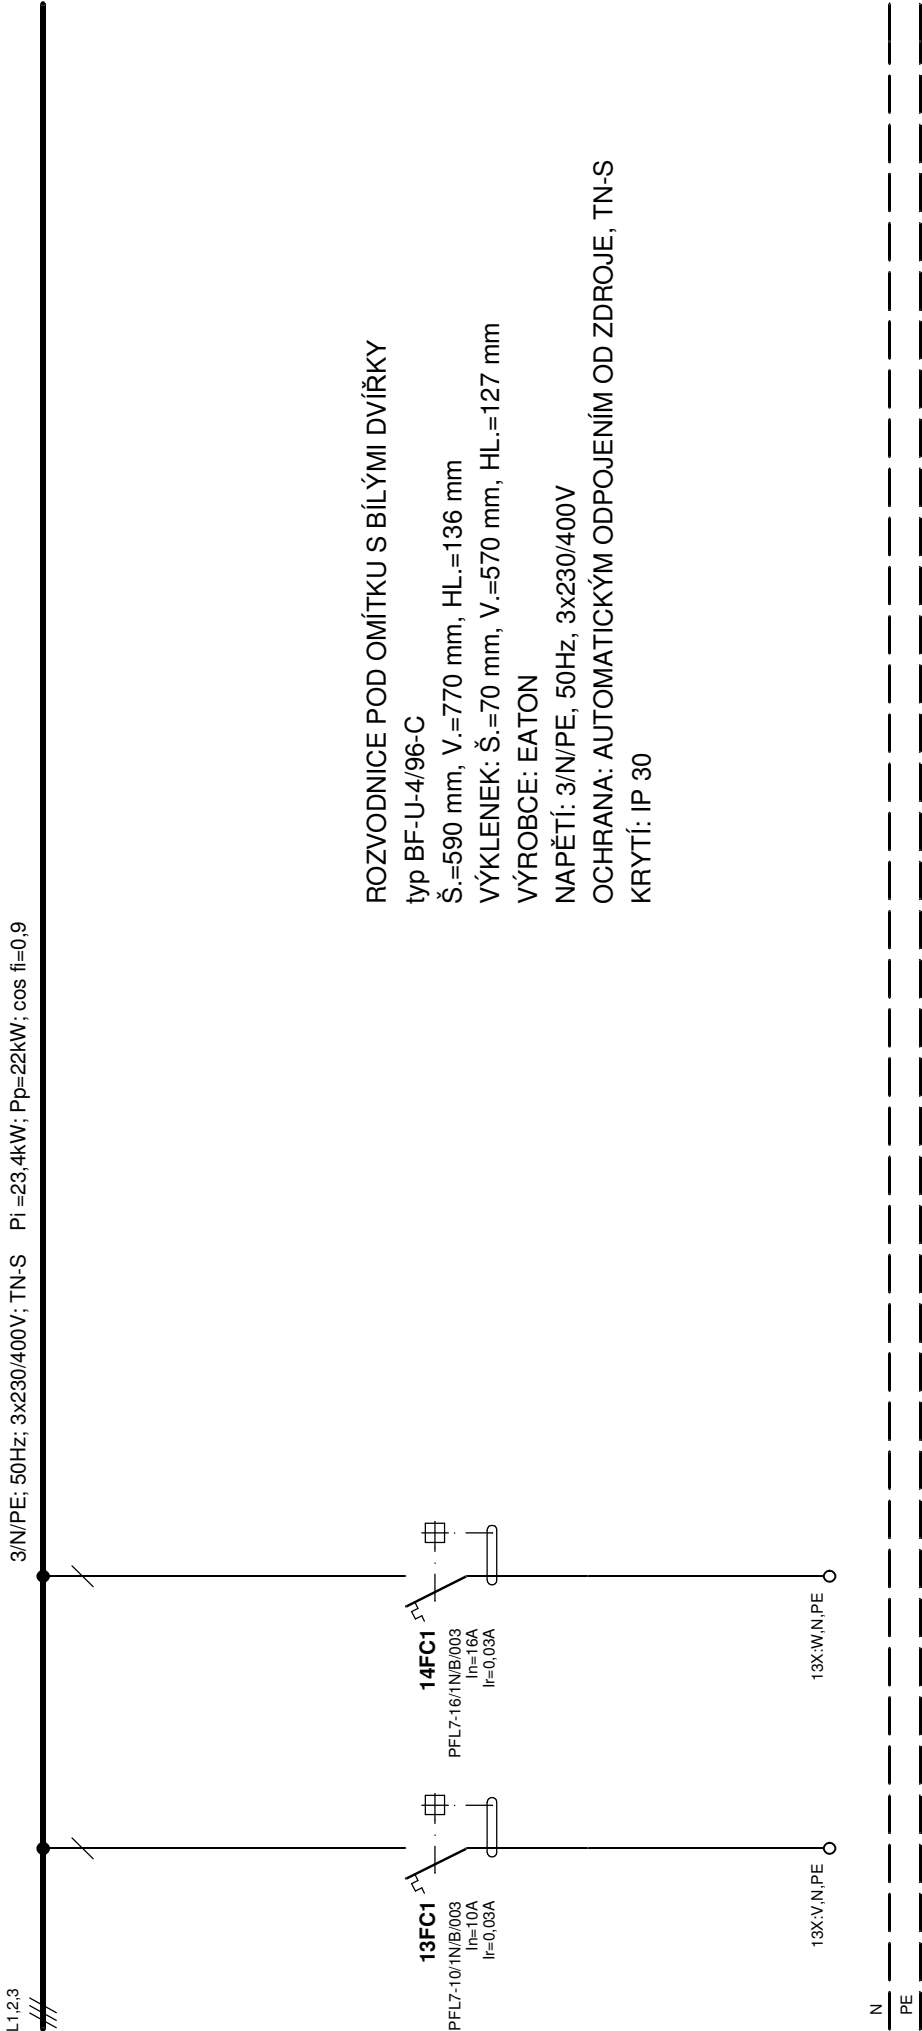 L1,2,3
3/N/PE; 50Hz; 3x230/400V; TN-S Pi =23,4kW; Pp=22kW; cos fi=0,9
13FC1
PFL7-10/1N/B/003
In=10A
Ir=0,03A
14FC1
PFL7-16/1N/B/003
In=16A
Ir=0,03A
ROZVODNICE POD OMÍTKU S BÍLÝMI DVÍŘKY
typ BF-U-4/96-C
Š.=590 mm, V.=770 mm, HL.=136 mm
VÝKLENEK: Š.=70 mm, V.=570 mm, HL.=127 mm
VÝROBCE: EATON
NAPĚTÍ: 3/N/PE, 50Hz, 3x230/400V
OCHRANA: AUTOMATICKÝM ODPOJENÍM OD ZDROJE, TN-S
KRYTÍ: IP 30
13X:V,N,PE
13X:W,N,PE
N
PE